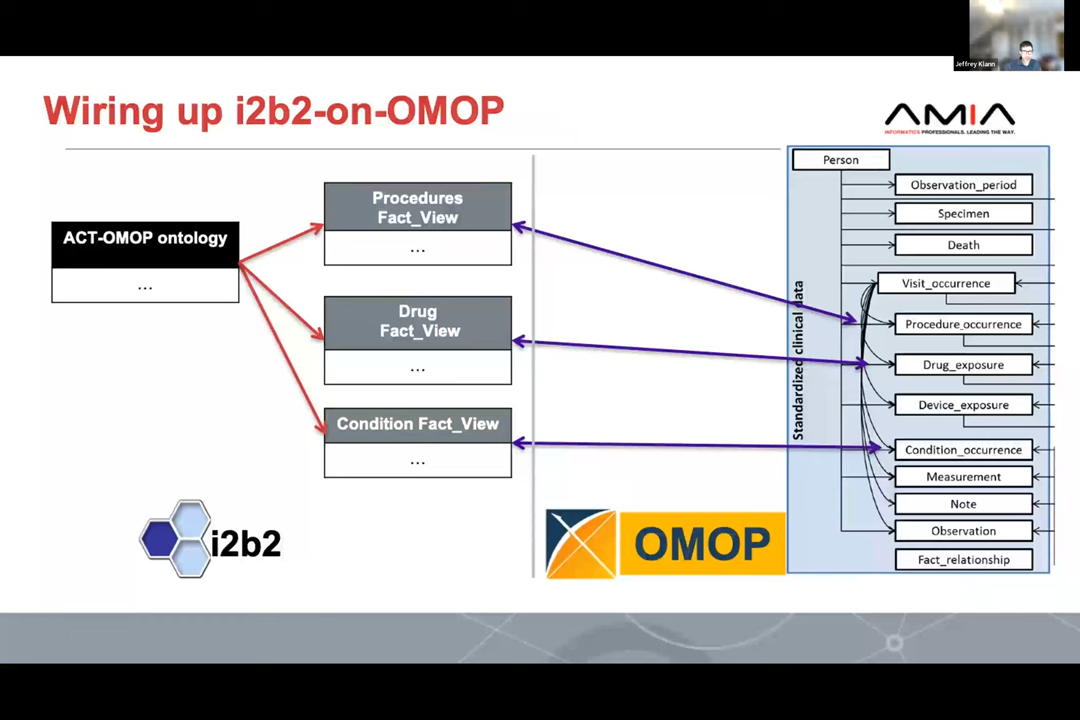 Jeffrey Klann
Wiring up i2b2-on-OMOP
AMIA
INFORMATICS PROFESSIONALS. LEADING THE WAY.
ACT-OMOP ontology
...
Procedures
Fact_View
...
Drug
Fact_View
...
Condition Fact_View
...
i2b2
OMOP
Standardized clinical data
Person
Observation_period
Specimen
Death
Visit_occurrence
Procedure_occurrence
Drug_exposure
Device_exposure
Condition_occurrence
Measurement
Note
Observation
Fact_relationship